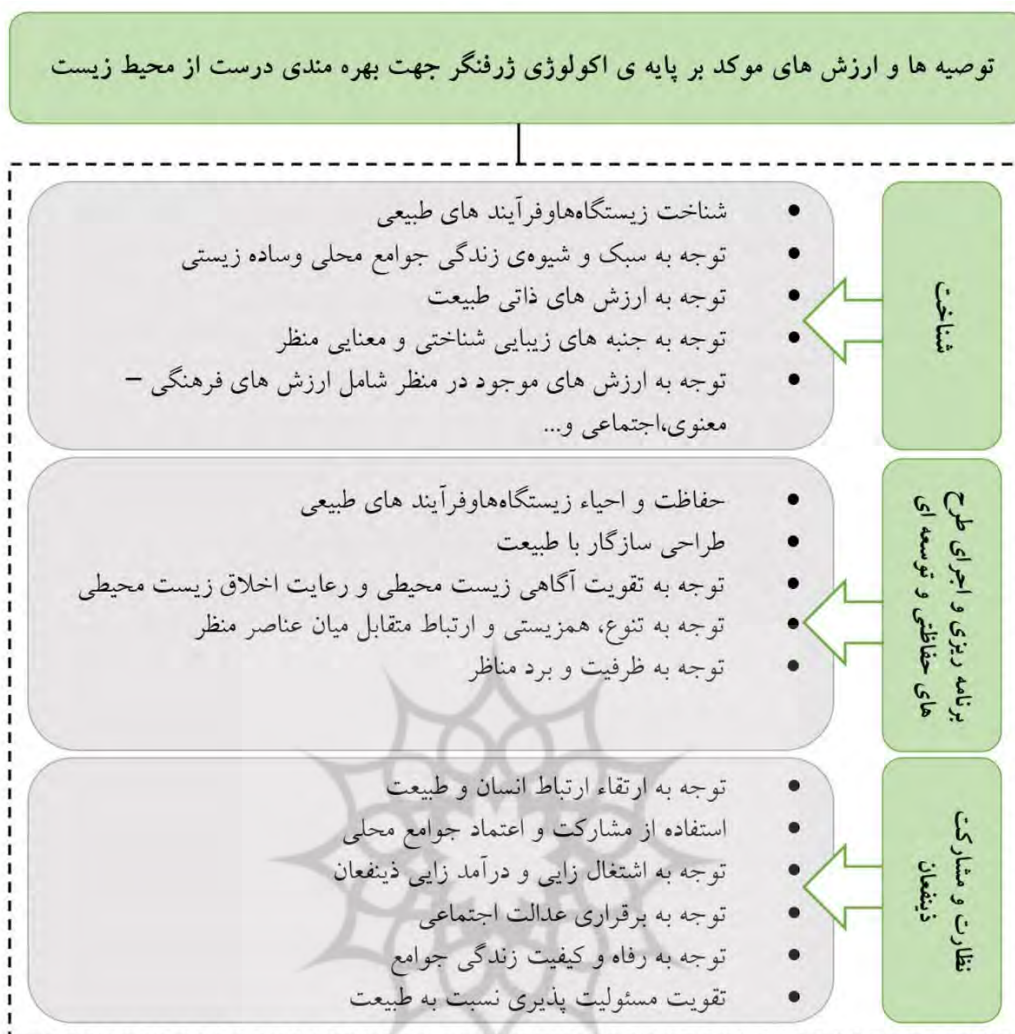 توصیه ها و ارزش های موکد بر پایه ی اکولوژی ژرفنگر جهت بهره مندی درست از محیط زیست
شناخت
• شناخت زیستگاه‌هاوفرآیند های طبیعی
• توجه به سبک و شیوه‌ی زندگی جوامع محلی وساده زیستی
• توجه به ارزش های ذاتی طبیعت
• توجه به جنبه های زیبایی شناختی و معنایی منظر
• توجه به ارزش های موجود در منظر شامل ارزش های فرهنگی –
معنوی،اجتماعی و...
برنامه ریزی و اجرای طرح
های حفاظتی و توسعه ای
• حفاظت و احیاء زیستگاه‌هاوفرآیند های طبیعی
• طراحی سازگار با طبیعت
• توجه به تقویت آگاهی زیست محیطی و رعایت اخلاق زیست محیطی
• توجه به تنوع، همزیستی و ارتباط متقابل میان عناصر منظر
• توجه به ظرفیت و برد مناظر
نظارت و مشارکت
ذینفعان
• توجه به ارتقاء ارتباط انسان و طبیعت
• استفاده از مشارکت و اعتماد جوامع محلی
• توجه به اشتغال زایی و درآمد زایی ذینفعان
• توجه به برقراری عدالت اجتماعی
• توجه به رفاه و کیفیت زندگی جوامع
• تقویت مسئولیت پذیری نسبت به طبیعت